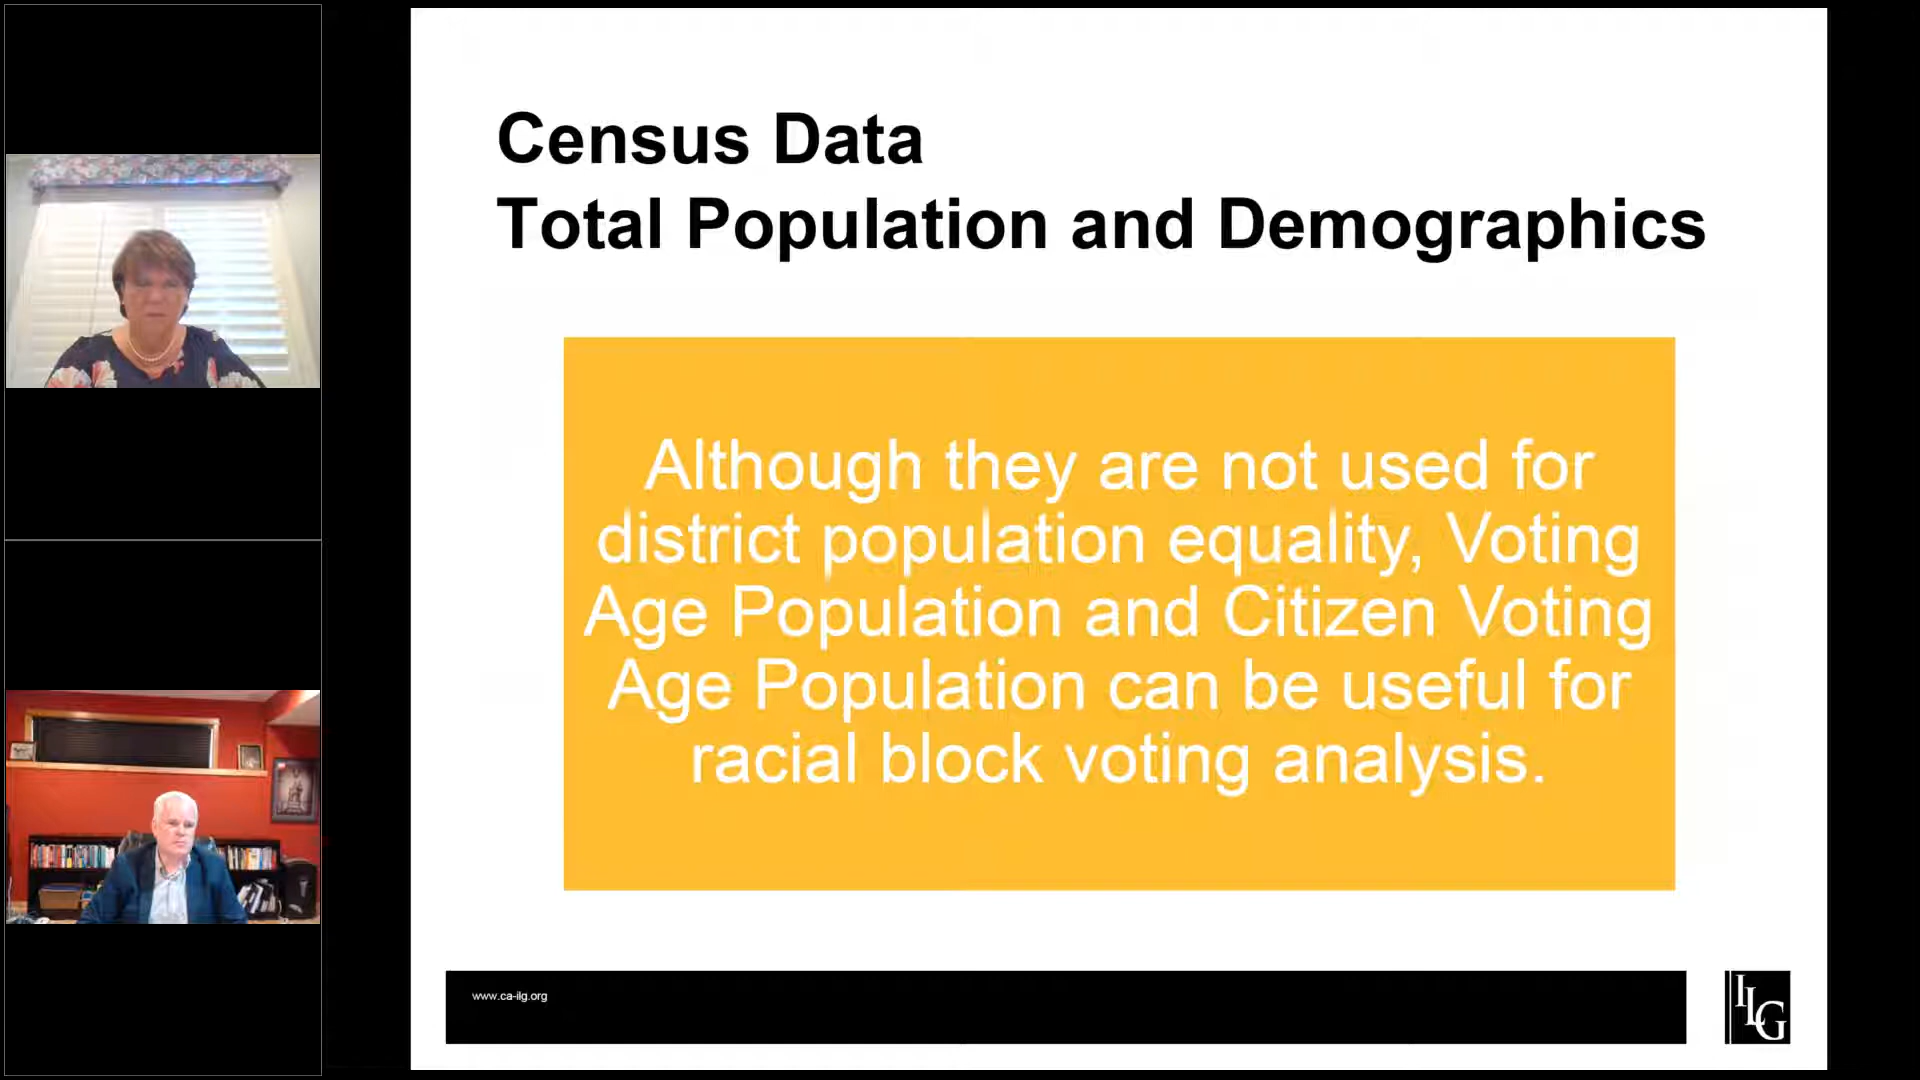 Census Data
Total Population and Demographics
Although they are not used for
district population equality, Voting
Age Population and Citizen Voting
Age Population can be useful for
racial block voting analysis.
www.ca-ilg.org
ILG